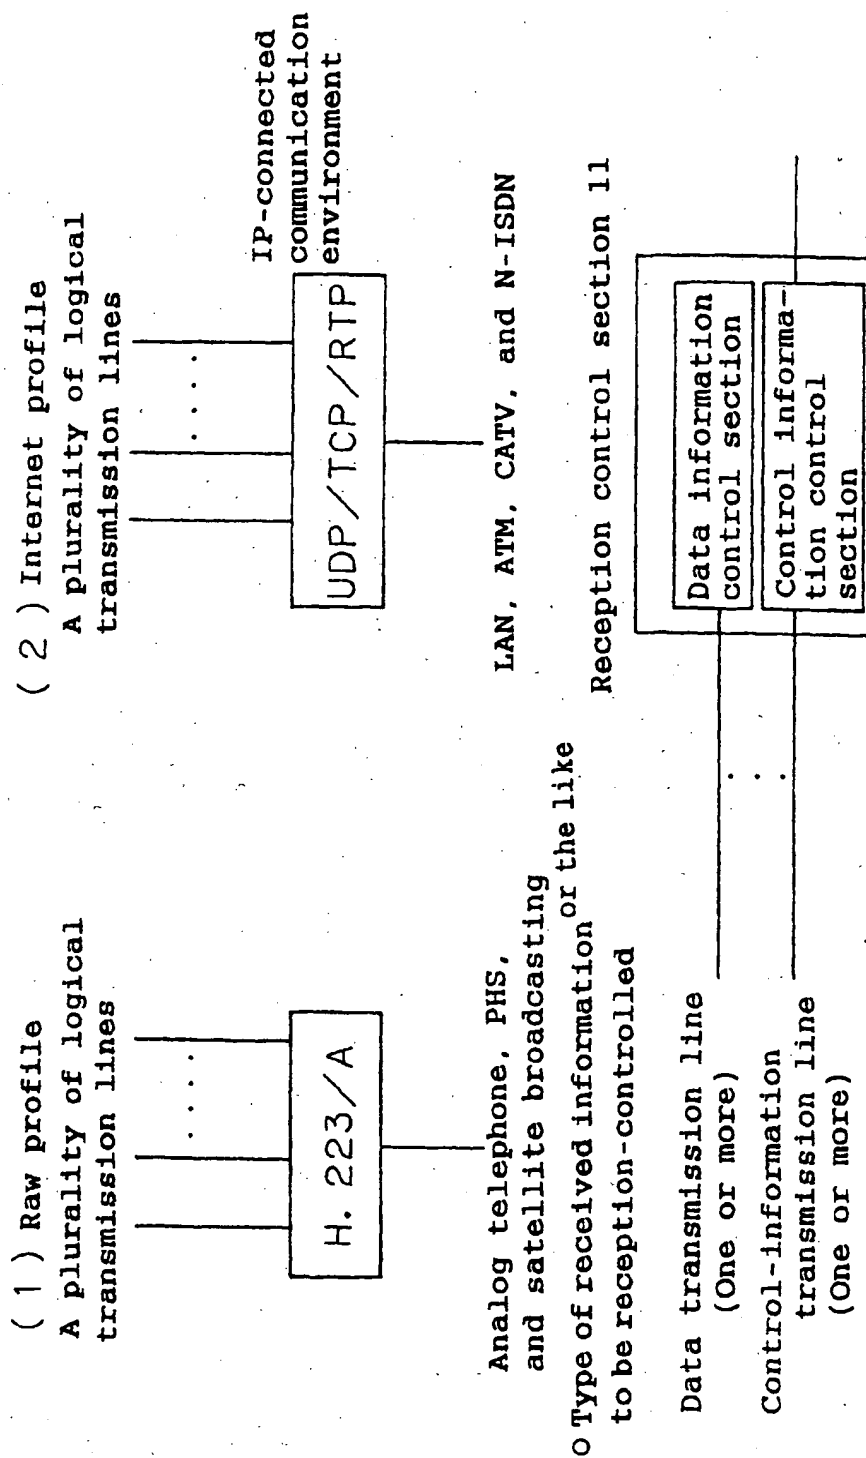 ( 1 ) Raw profile
A plurality of logical
transmission lines
. . . .
H. 223/A
Analog telephone, PHS,
and satellite broadcasting
or the like
( 2 ) Internet profile
A plurality of logical
transmission lines
. . . . .
IP-connected
communication
environment
UDP/TCP/RTP
LAN, ATM, CATV, and N-ISDN
O Type of received information
to be reception-controlled
Reception control section 11
Data transmission line
(One or more)
Control-information
transmission line
(One or more)
Data information
control section
Control informa-
tion control
section